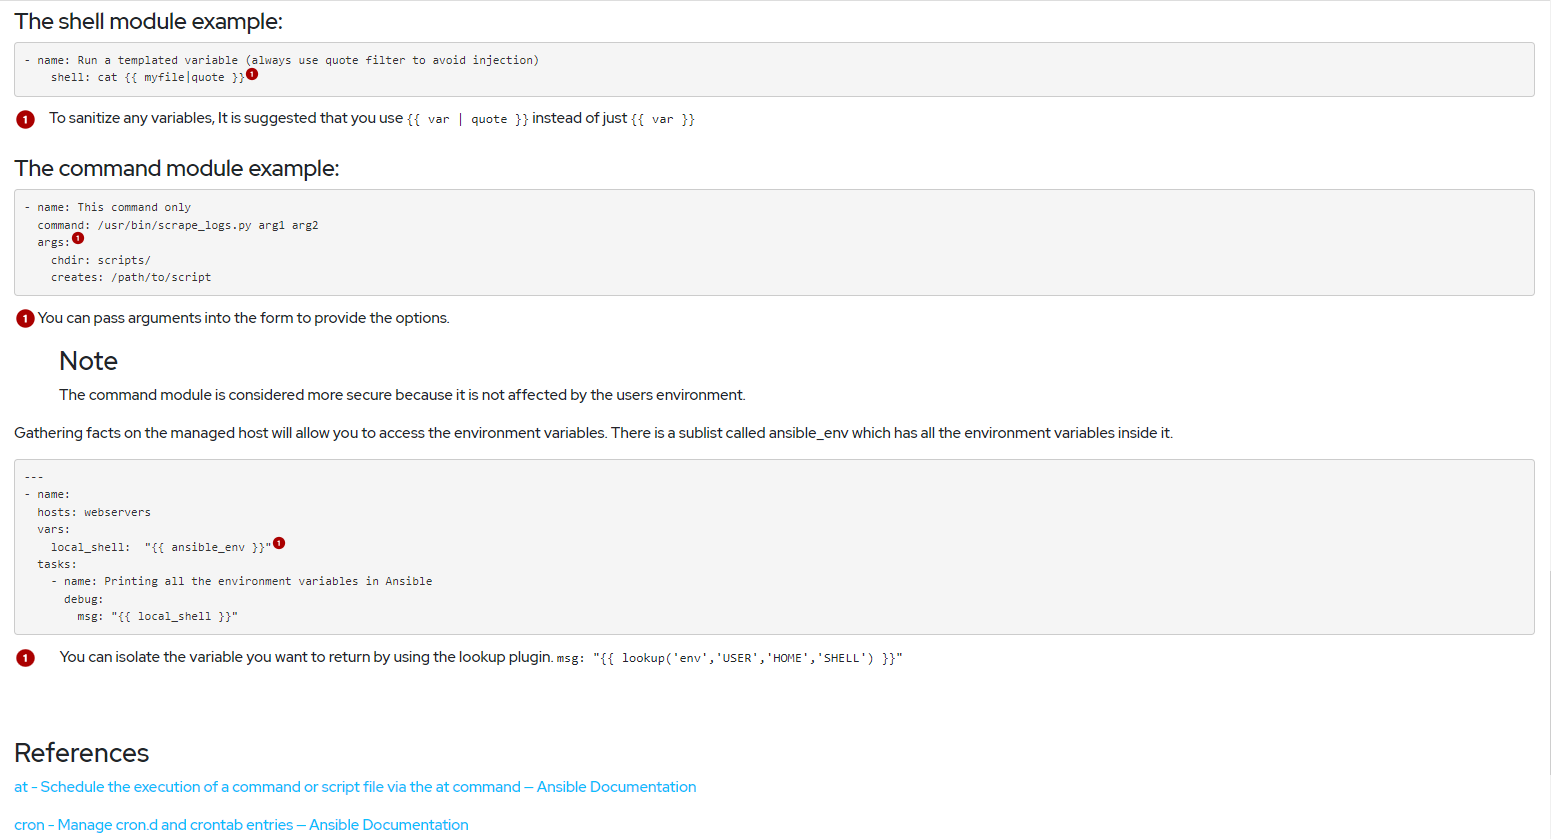 The shell module example:
- name: Run a templated variable (always use quote filter to avoid injection)
    shell: cat {{ myfile|quote }}1
1 To sanitize any variables, It is suggested that you use {{ var | quote }} instead of just {{ var }}
The command module example:
- name: This command only
  command: /usr/bin/scrape_logs.py arg1 arg2
  args:1
    chdir: scripts/
    creates: /path/to/script
1 You can pass arguments into the form to provide the options.
Note
The command module is considered more secure because it is not affected by the users environment.
Gathering facts on the managed host will allow you to access the environment variables. There is a sublist called ansible_env which has all the environment variables inside it.
---
- name:
  hosts: webservers
  vars:
    local_shell:  "{{ ansible_env }}"1
  tasks:
    - name: Printing all the environment variables in Ansible
      debug:
        msg: "{{ local_shell }}"
1 You can isolate the variable you want to return by using the lookup plugin. msg: "{{ lookup('env','USER','HOME','SHELL') }}"
References
at - Schedule the execution of a command or script file via the at command — Ansible Documentation
cron - Manage cron.d and crontab entries — Ansible Documentation